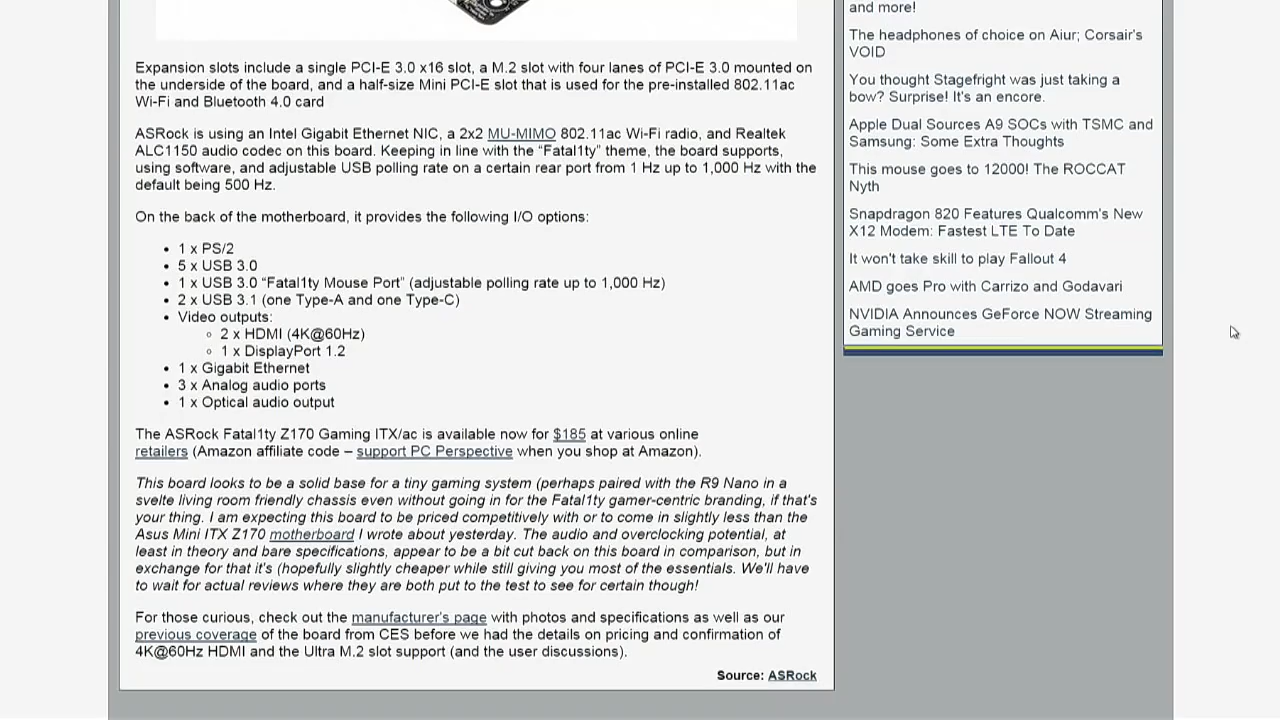 Expansion slots include a single PCI-E 3.0 x16 slot, a M.2 slot with four lanes of PCI-E 3.0 mounted on
the underside of the board, and a half-size Mini PCI-E slot that is used for the pre-installed 802.11ac
Wi-Fi and Bluetooth 4.0 card
ASRock is using an Intel Gigabit Ethernet NIC, a 2x2 MU-MIMO 802.11ac Wi-Fi radio, and Realtek
ALC1150 audio codec on this board. Keeping in line with the “Fatal1ty” theme, the board supports,
using software, and adjustable USB polling rate on a certain rear port from 1 Hz up to 1,000 Hz with the
default being 500 Hz.
On the back of the motherboard, it provides the following I/O options:
• 1 x PS/2
• 5 x USB 3.0
• 1 x USB 3.0 “Fatal1ty Mouse Port” (adjustable polling rate up to 1,000 Hz)
• 2 x USB 3.1 (one Type-A and one Type-C)
• Video outputs:
◦ 2 x HDMI (4K@60Hz)
◦ 1 x DisplayPort 1.2
• 1 x Gigabit Ethernet
• 3 x Analog audio ports
• 1 x Optical audio output
The ASRock Fatal1ty Z170 Gaming ITX/ac is available now for $185 at various online
retailers (Amazon affiliate code – support PC Perspective when you shop at Amazon).
This board looks to be a solid base for a tiny gaming system (perhaps paired with the R9 Nano in a
svelte living room friendly chassis even without going in for the Fatal1ty gamer-centric branding, if that's
your thing. I am expecting this board to be priced competitively with or to come in slightly less than the
Asus Mini ITX Z170 motherboard I wrote about yesterday. The audio and overclocking potential, at
least in theory and bare specifications, appear to be a bit cut back on this board in comparison, but in
exchange for that it's (hopefully slightly cheaper while still giving you most of the essentials. We'll have
to wait for actual reviews where they are both put to the test to see for certain though!
For those curious, check out the manufacturer's page with photos and specifications as well as our
previous coverage of the board from CES before we had the details on pricing and confirmation of
4K@60Hz HDMI and the Ultra M.2 slot support (and the user discussions).
Source: ASRock
and more!
The headphones of choice on Aiur; Corsair's
VOID
You thought Stagefright was just taking a
bow? Surprise! It's an encore.
Apple Dual Sources A9 SOCs with TSMC and
Samsung: Some Extra Thoughts
This mouse goes to 12000! The ROCCAT
Nyth
Snapdragon 820 Features Qualcomm's New
X12 Modem: Fastest LTE To Date
It won't take skill to play Fallout 4
AMD goes Pro with Carrizo and Godavari
NVIDIA Announces GeForce NOW Streaming
Gaming Service